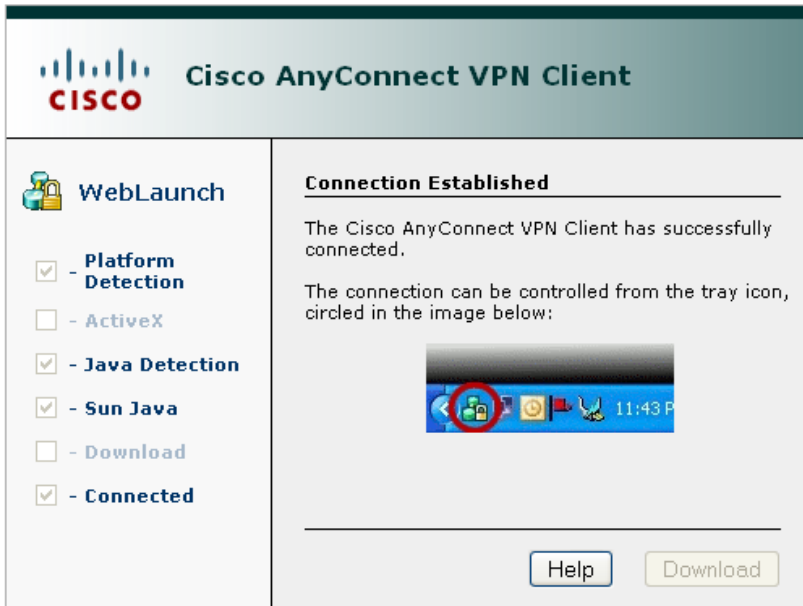 CISCO
Cisco AnyConnect VPN Client
WebLaunch
- Platform
Detection
- ActiveX
- Java Detection
- Sun Java
- Download
- Connected
Connection Established
The Cisco AnyConnect VPN Client has successfully
connected.
The connection can be controlled from the tray icon,
circled in the image below:
11:43 P
Help
Download